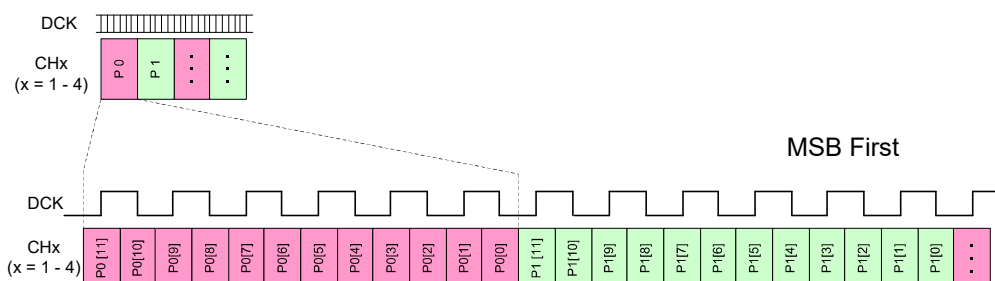 DCK
CHx
(x = 1 - 4)
P 0
P 1
MSB First
DCK
CHx
(x = 1 - 4)
P0 [11]
P0[10]
P0[9]
P0[8]
P0[7]
P0[6]
P0[5]
P0[4]
P0[3]
P0[2]
P0[1]
P0[0]
P1 [11]
P1[10]
P1[9]
P1[8]
P1[7]
P1[6]
P1[5]
P1[4]
P1[3]
P1[2]
P1[1]
P1[0]